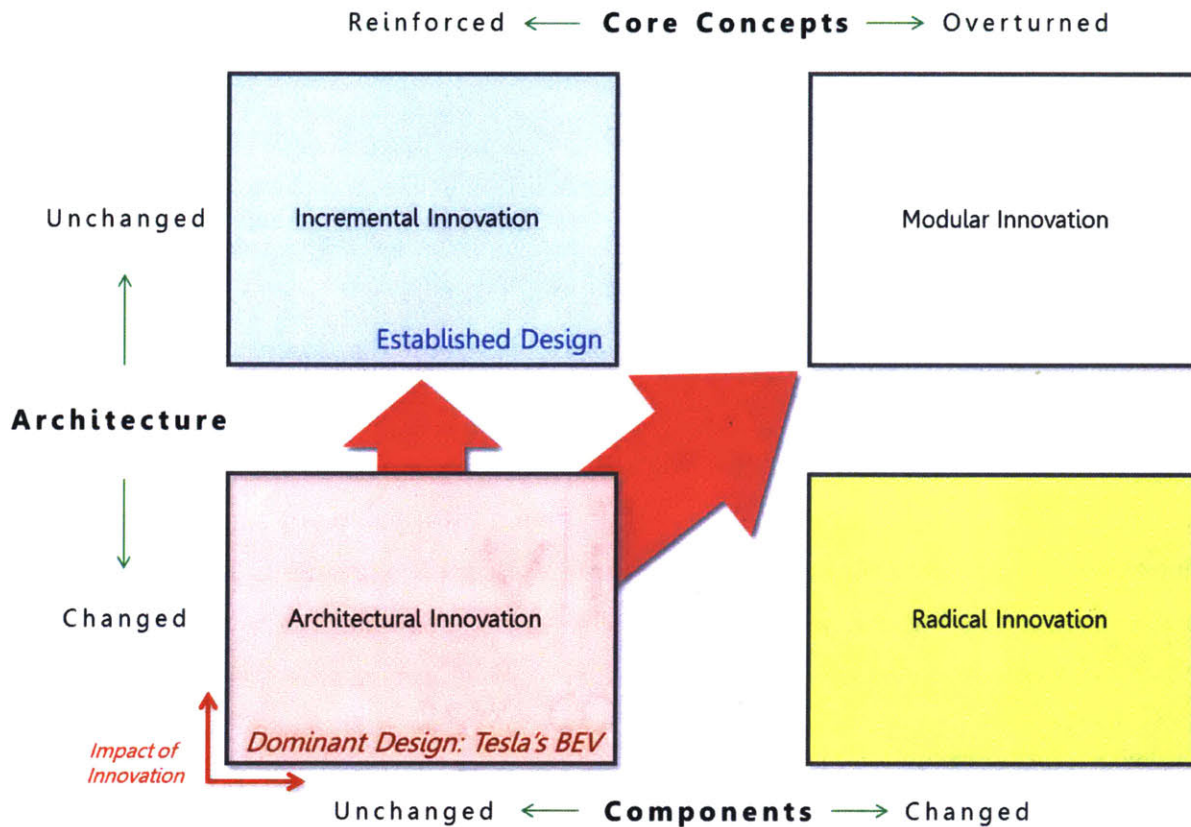 Reinforced Core Concepts Overturned
Unchanged
Incremental Innovation
Modular Innovation
Established Design
Architecture
Changed
Architectural Innovation
Radical Innovation
Dominant Design: Tesla's BEV
Impact of
Innovation
Unchanged Components Changed